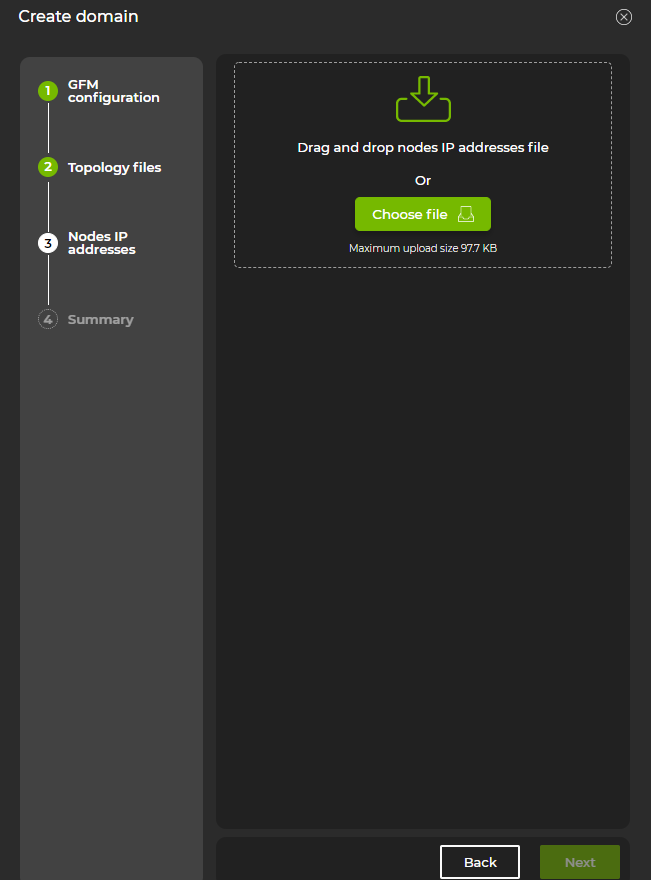 Create domain
1
GFM
configuration
2
Topology files
3
Nodes IP
addresses
4
Summary
Drag and drop nodes IP addresses file
Or
Choose file
Maximum upload size 97.7 KB
Back
Next